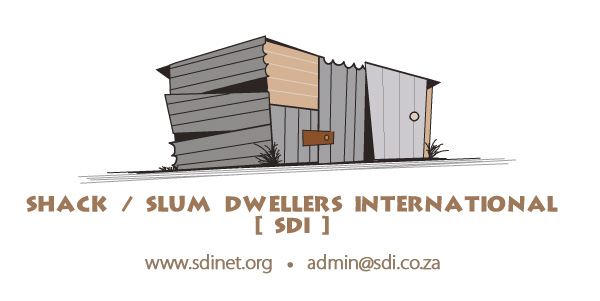 SHACK / SLUM DWELLERS INTERNATIONAL
[ SDI ]
www.sdinet.org • admin@sdi.co.za